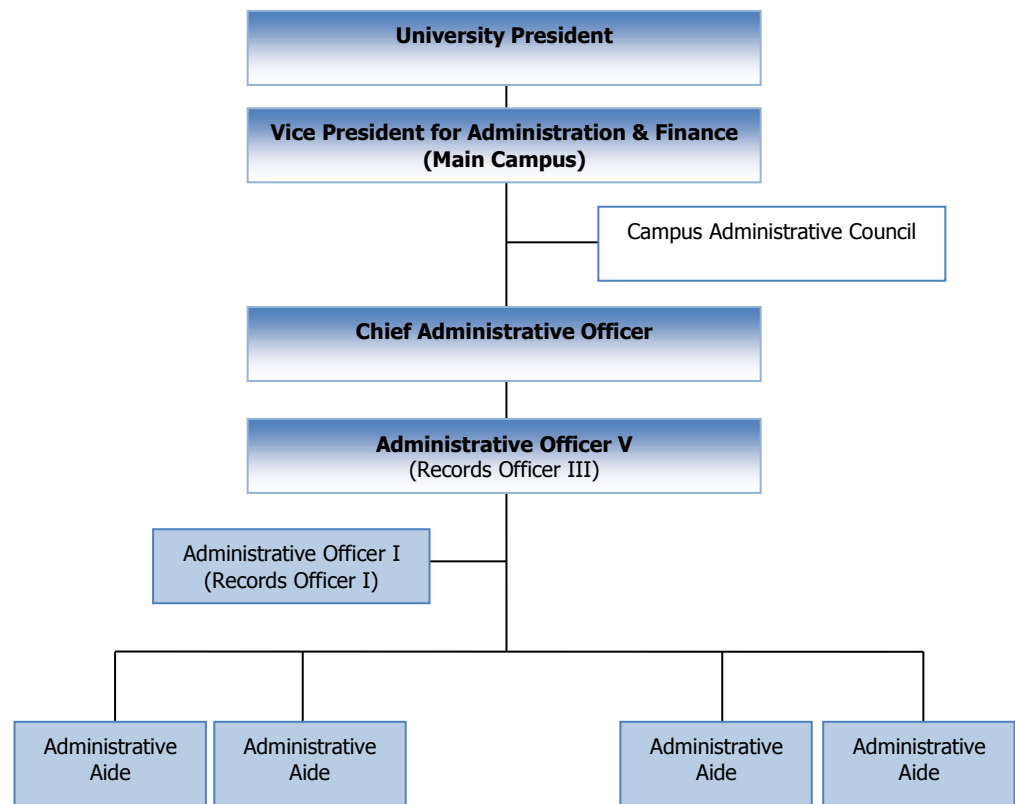 University President
Vice President for Administration & Finance
(Main Campus)
Campus Administrative Council
Chief Administrative Officer
Administrative Officer V
(Records Officer III)
Administrative Officer I
(Records Officer I)
Administrative
Aide
Administrative
Aide
Administrative
Aide
Administrative
Aide